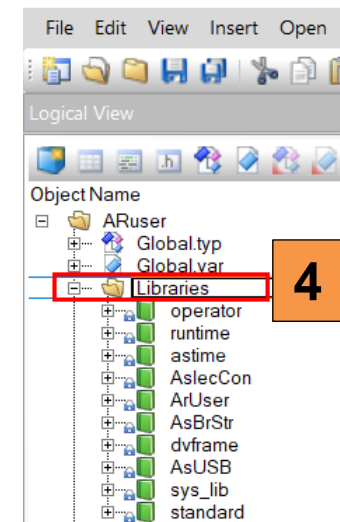 File Edit View Insert Open
Logical View
.h
Object Name
ARuser
Global.typ
Global.var
Libraries
4
operator
runtime
astime
AsIecCon
ArUser
AsBrStr
dvframe
AsUSB
sys_lib
standard